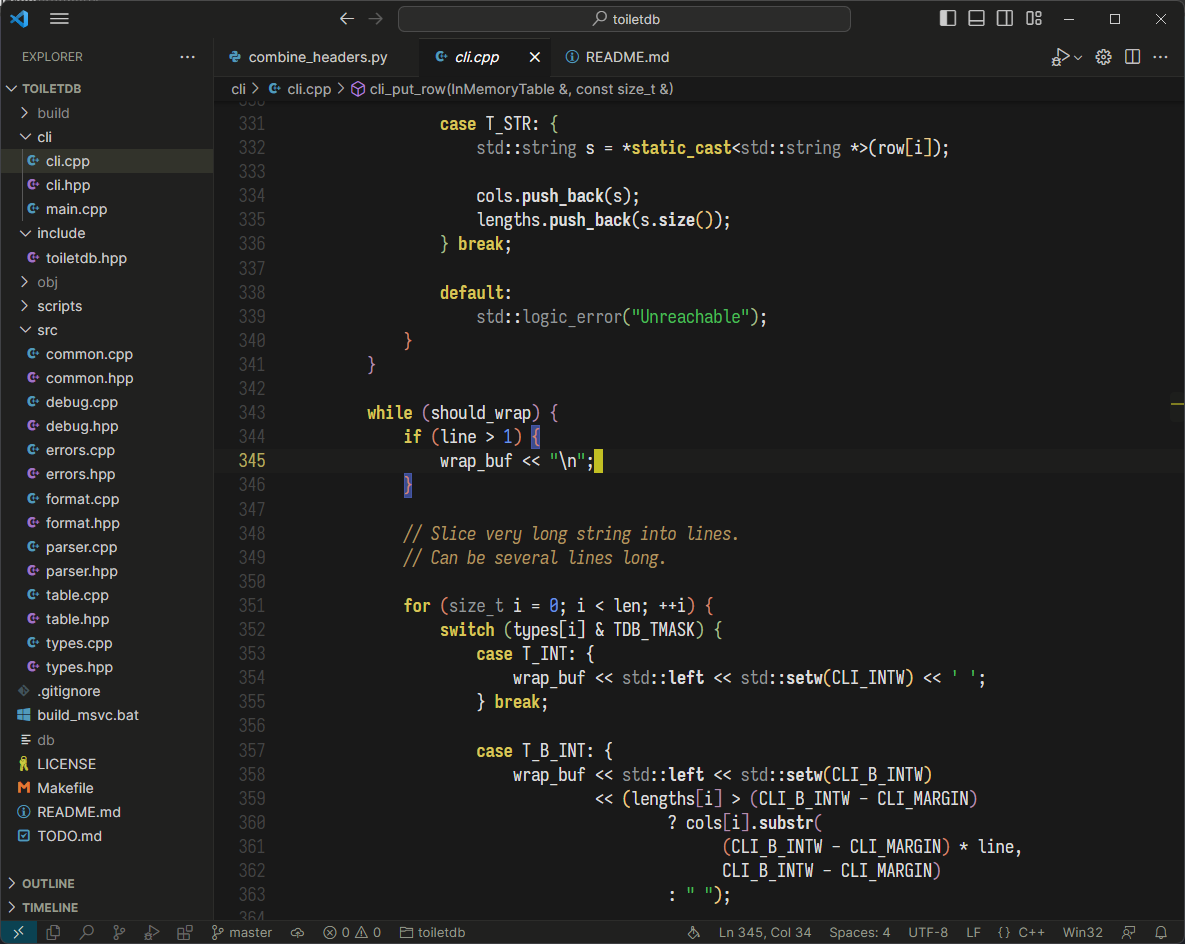 toiletdb
EXPLORER
TOILETDB
build
cli
cli.cpp
cli.hpp
main.cpp
include
toiletdb.hpp
obj
scripts
src
common.cpp
common.hpp
debug.cpp
debug.hpp
errors.cpp
errors.hpp
format.cpp
format.hpp
parser.cpp
parser.hpp
table.cpp
table.hpp
types.cpp
types.hpp
.gitignore
build_msvc.bat
db
LICENSE
Makefile
README.md
TODO.md
OUTLINE
TIMELINE
combine_headers.py cli.cpp README.md
cli > cli.cpp > cli_put_row(InMemoryTable &, const size_t &)
330
331 case T_STR: {
332 std::string s = *static_cast<std::string *>(row[i]);
333
334 cols.push_back(s);
335 lengths.push_back(s.size());
336 } break;
337
338 default:
339 std::logic_error("Unreachable");
340 }
341 }
342
343 while (should_wrap) {
344 if (line > 1) {
345 wrap_buf << "\n";
346 }
347
348 // Slice very long string into lines.
349 // Can be several lines long.
350
351 for (size_t i = 0; i < len; ++i) {
352 switch (types[i] & TDB_TMASK) {
353 case T_INT: {
354 wrap_buf << std::left << std::setw(CLI_INTW) << ' ';
355 } break;
356
357 case T_B_INT: {
358 wrap_buf << std::left << std::setw(CLI_B_INTW)
359 << (lengths[i] > (CLI_B_INTW - CLI_MARGIN)
360 ? cols[i].substr(
361 (CLI_B_INTW - CLI_MARGIN) * line,
362 CLI_B_INTW - CLI_MARGIN)
363 : " ");
364
master 0 0 toiletdb Ln 345, Col 34 Spaces: 4 UTF-8 LF {} C++ Win32